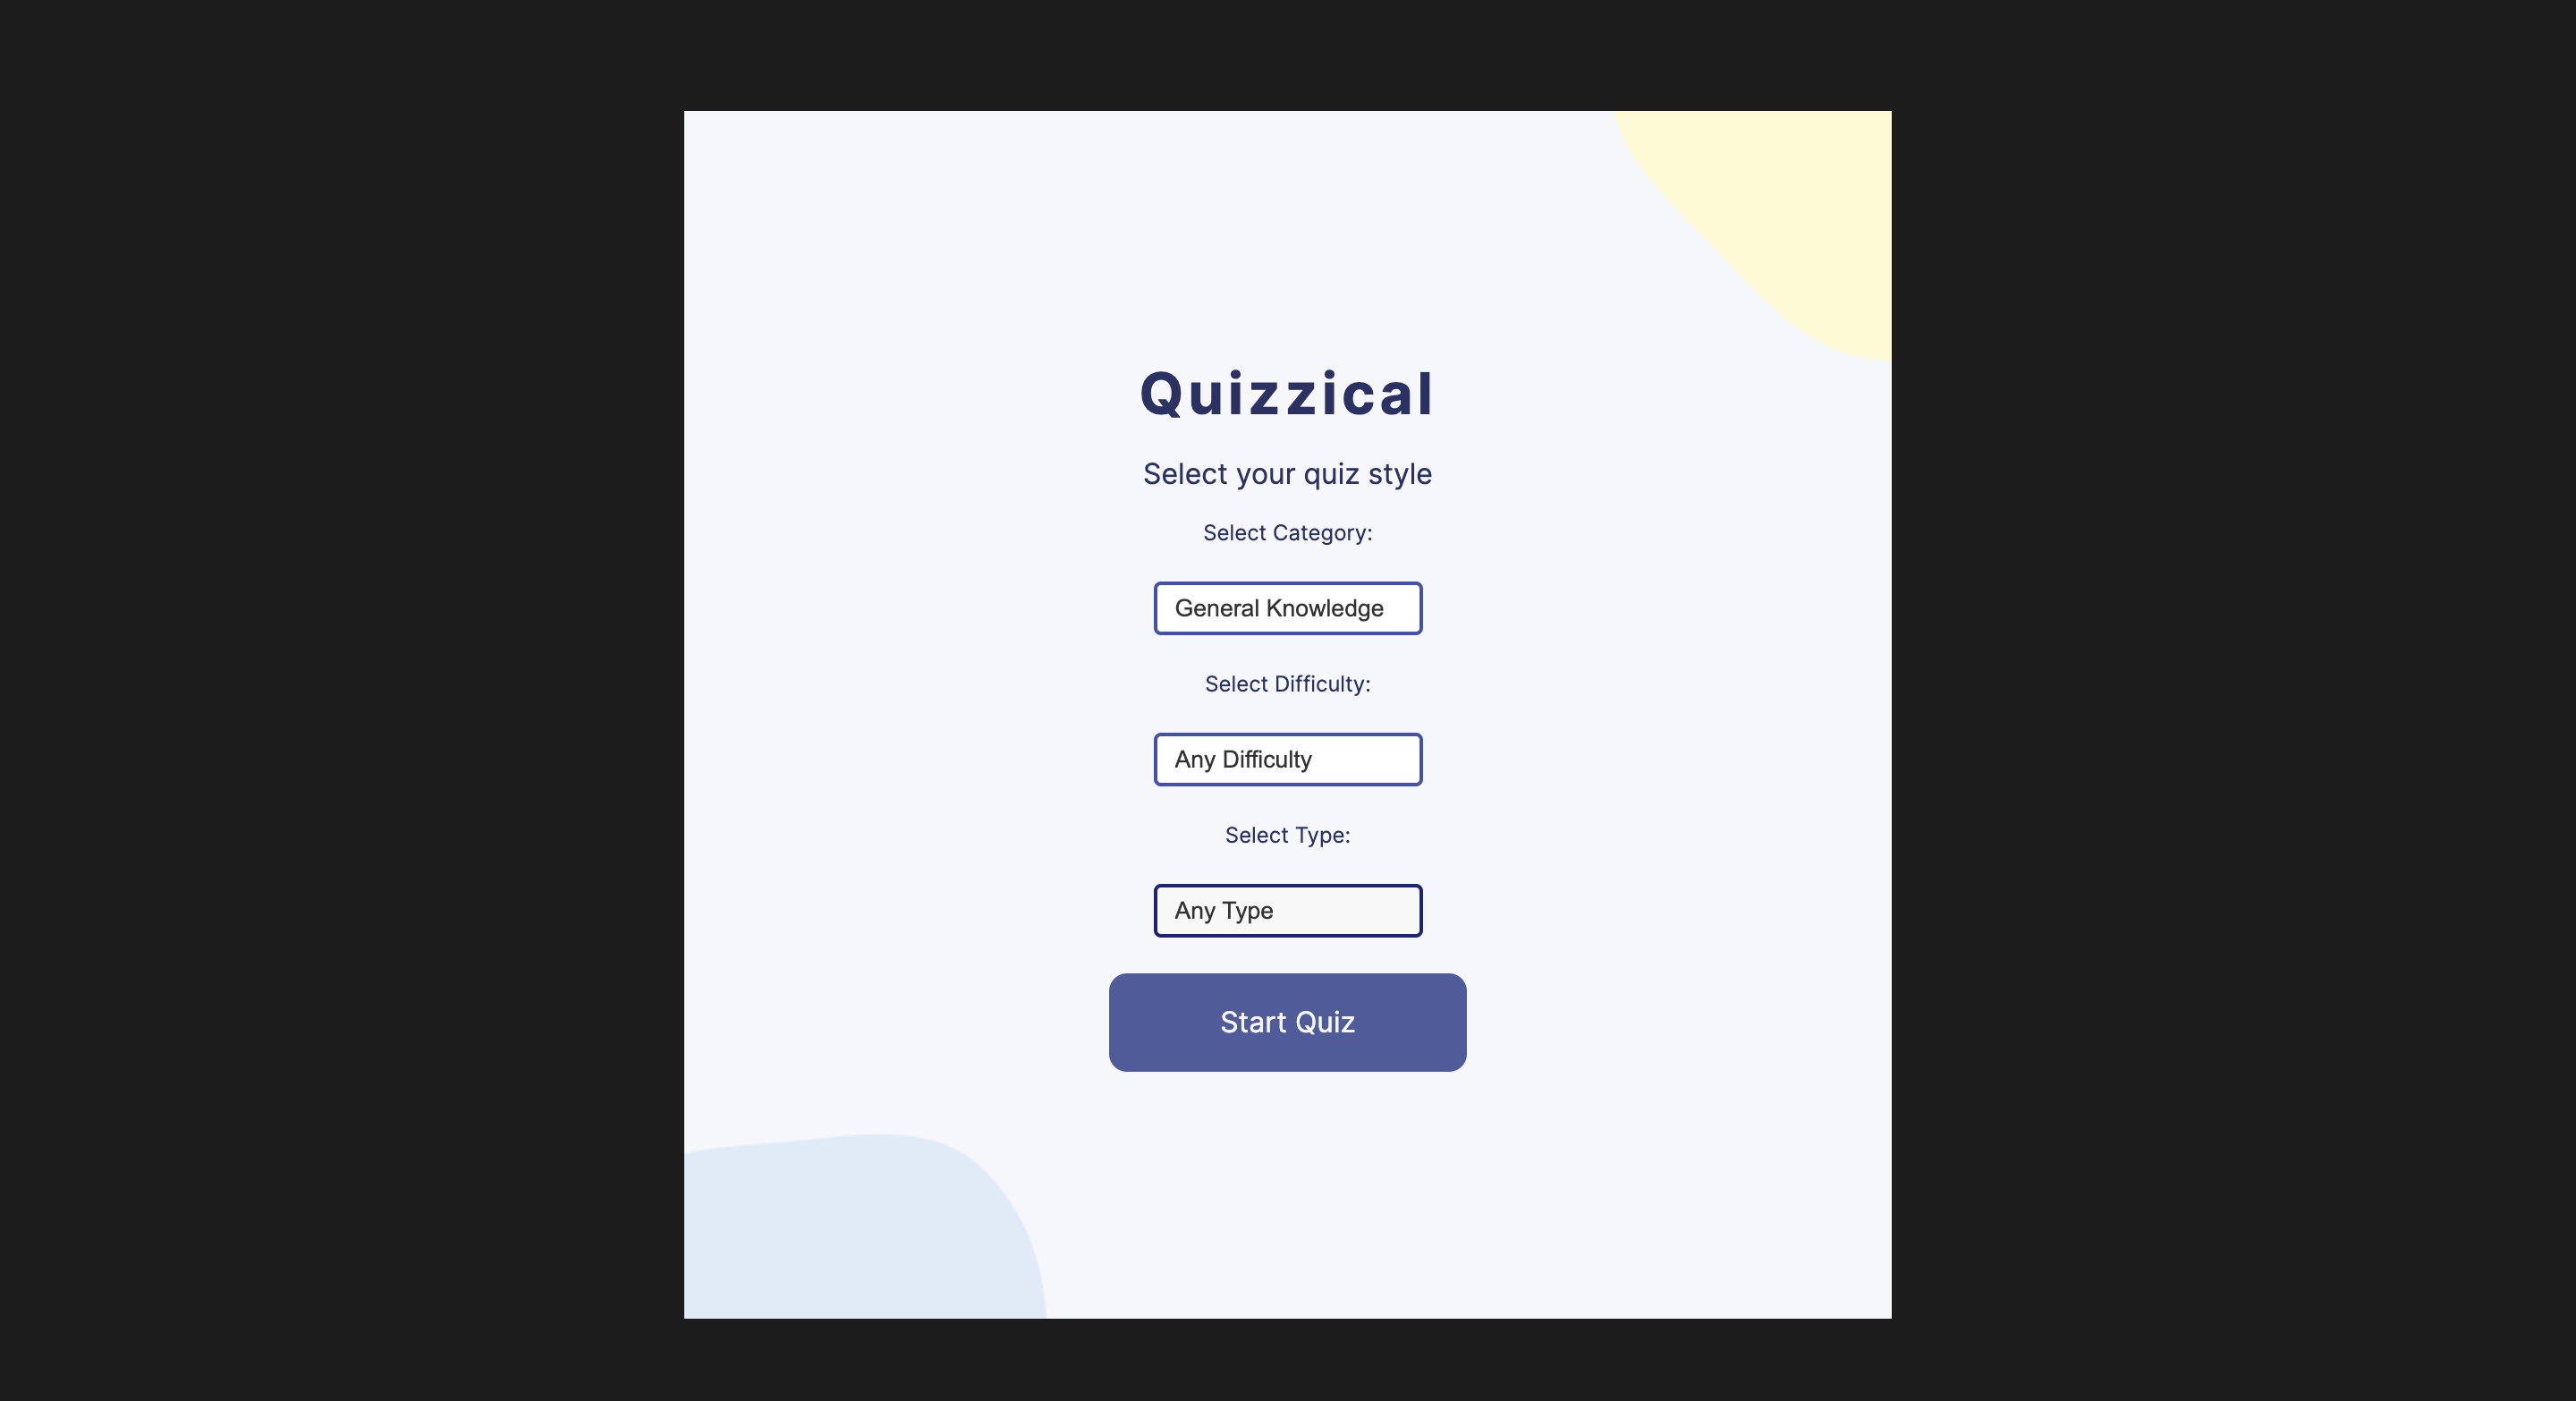 Quizzical
Select your quiz style
Select Category:
General Knowledge
Select Difficulty:
Any Difficulty
Select Type:
Any Type
Start Quiz